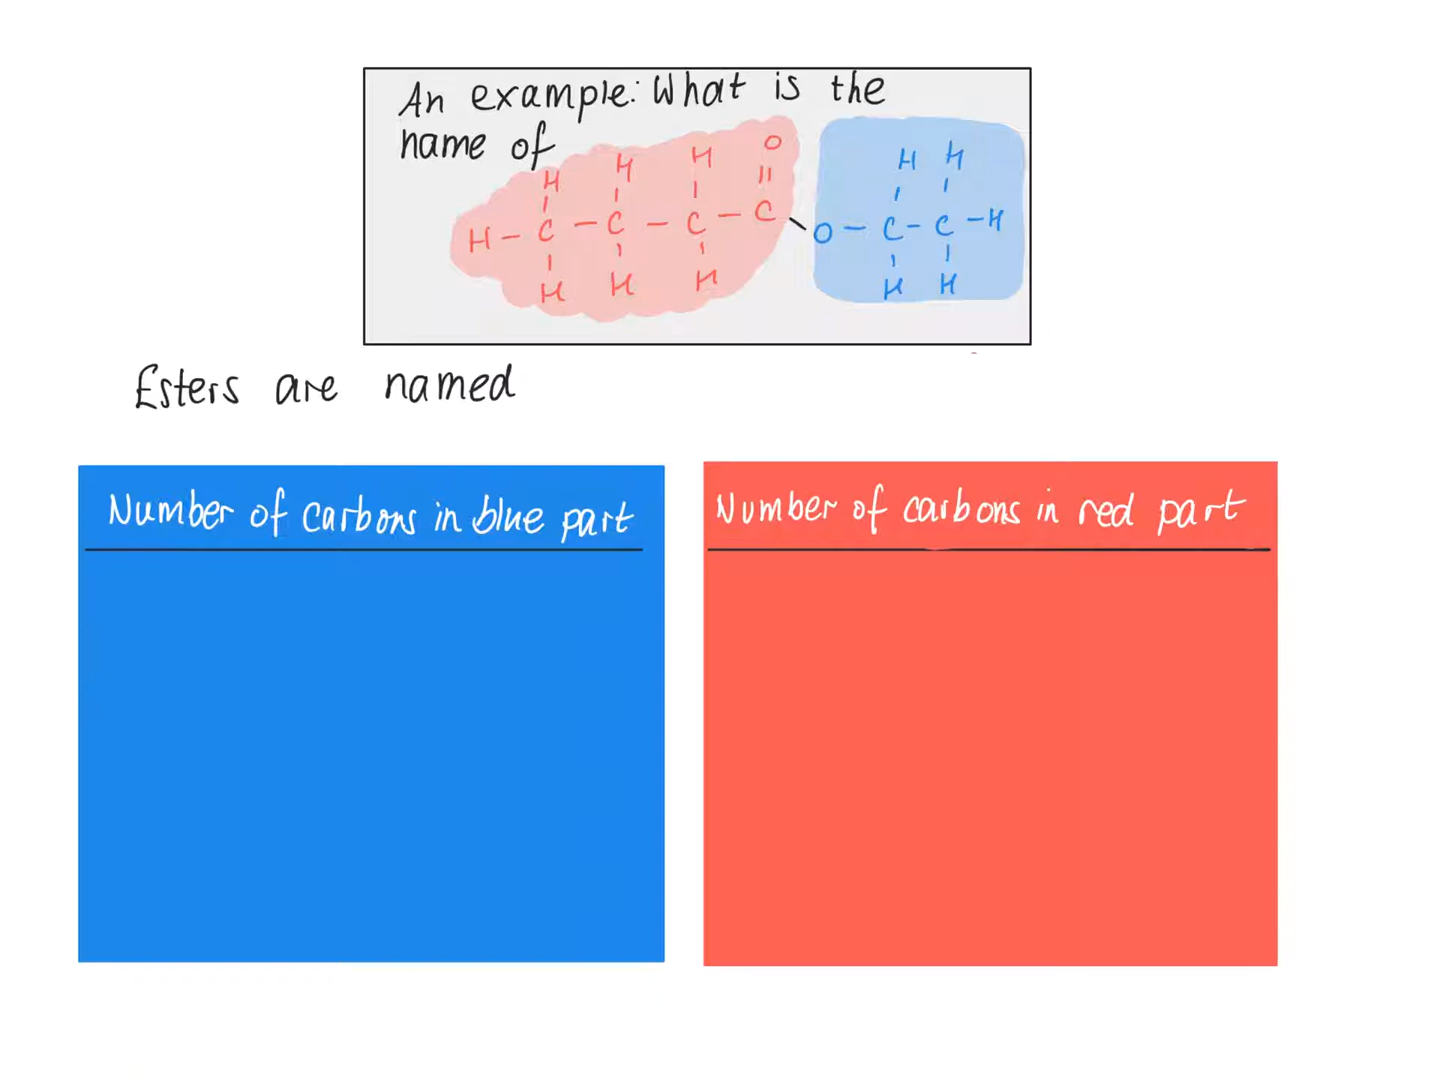 An example: What is the
name of
H H H O H H
H - C - C - C - C \ O - C - C - H
H H H H H
Esters are named
Number of carbons in blue part
Number of carbons in red part